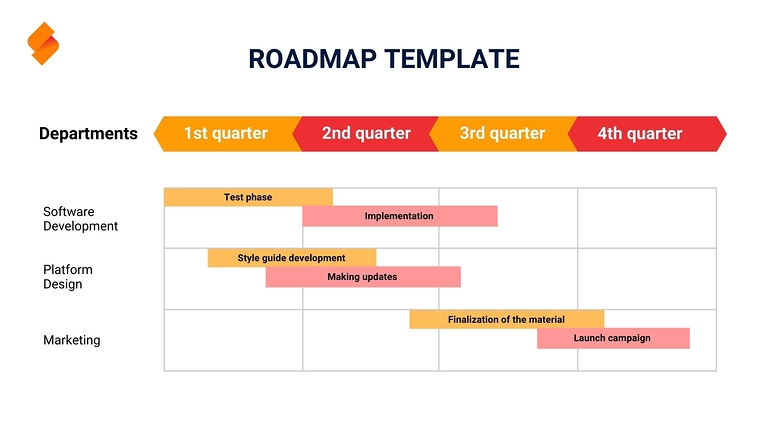 ROADMAP TEMPLATE
Departments
1st quarter
2nd quarter
3rd quarter
4th quarter
Software
Development
Test phase
Implementation
Platform
Design
Style guide development
Making updates
Marketing
Finalization of the material
Launch campaign